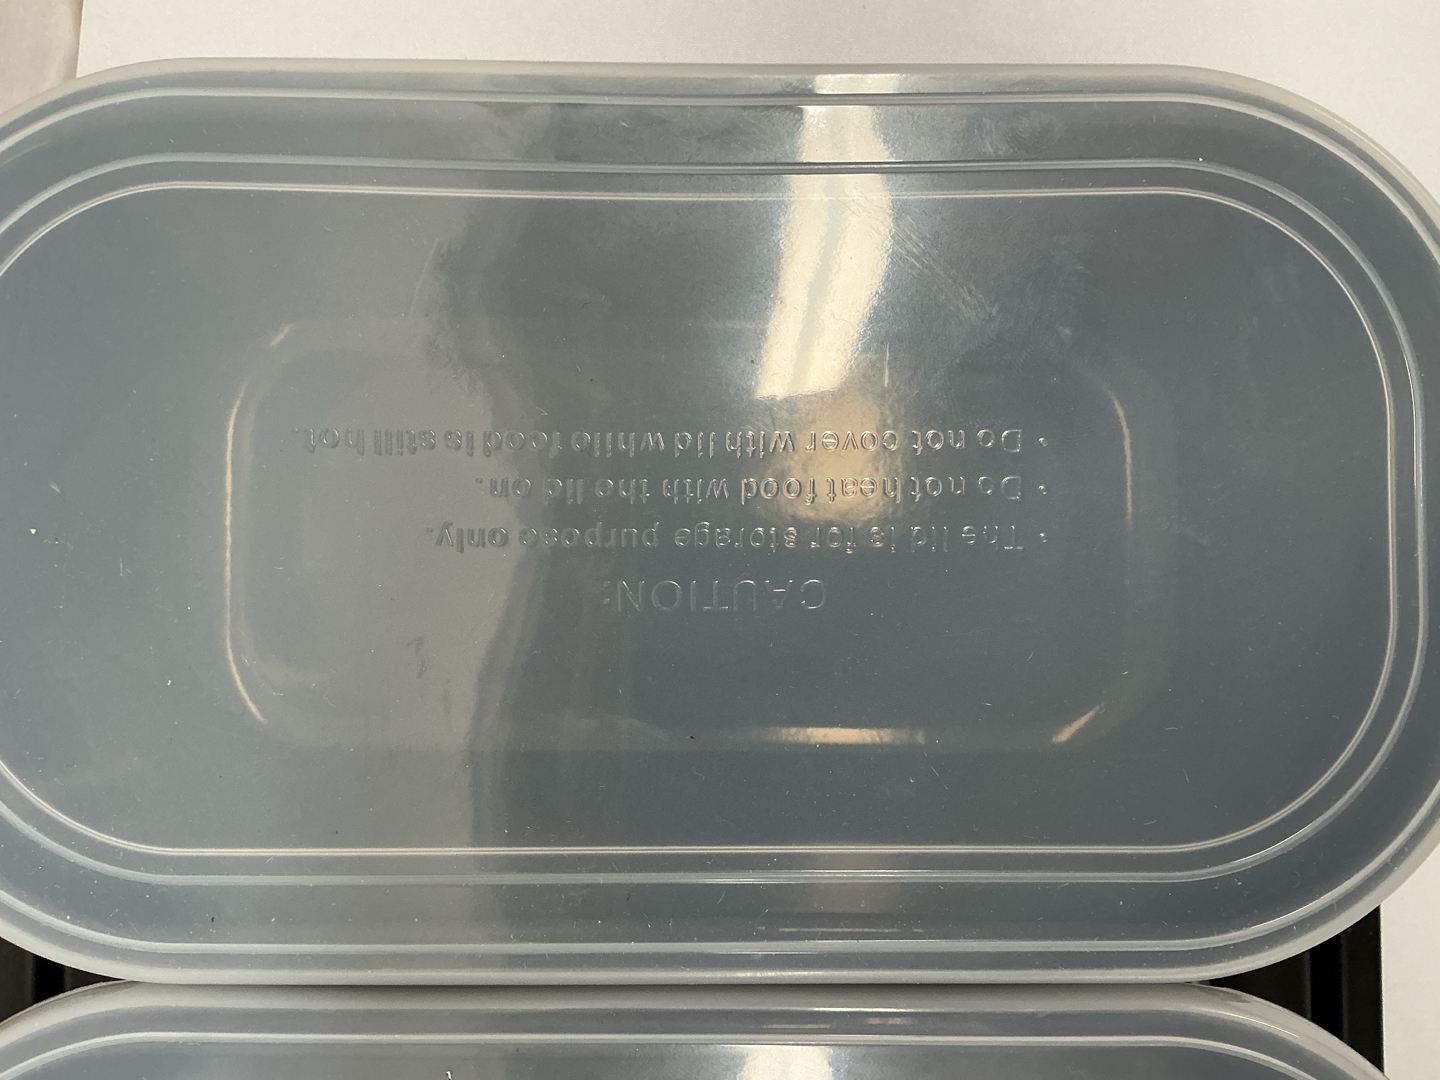 CAUTION:
• The lid is for storage purpose only.
• Do not heat food with the lid on.
• Do not cover with lid while food is still hot.